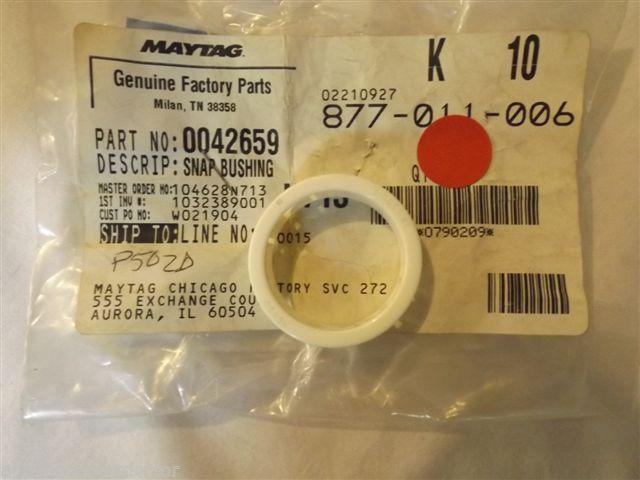 MAYTAG
Genuine Factory Parts
Milan, TN 38358
K 10
02210927
877-011-006
PART NO: 0042659
DESCRIP: SNAP BUSHING
MASTER ORDER NO: 104628N713
1ST INV #: 1032389001
CUST PO NO: W021904
SHIP TO: LINE NO: 0015
*0790209*
P502D
MAYTAG CHICAGO SVC 272
555 EXCHANGE
AURORA, IL 60504